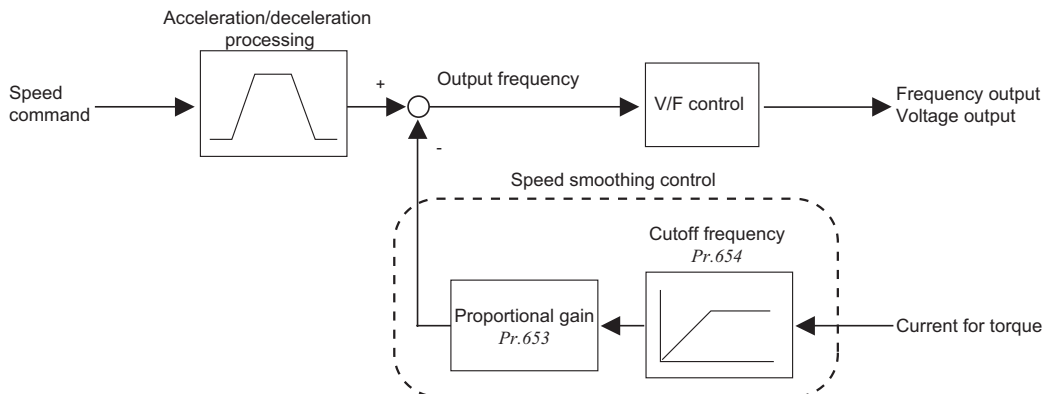 Acceleration/deceleration
processing
Speed
command
+
Output frequency
V/F control
Frequency output
Voltage output
-
Speed smoothing control
Cutoff frequency
Pr.654
Proportional gain
Pr.653
Current for torque